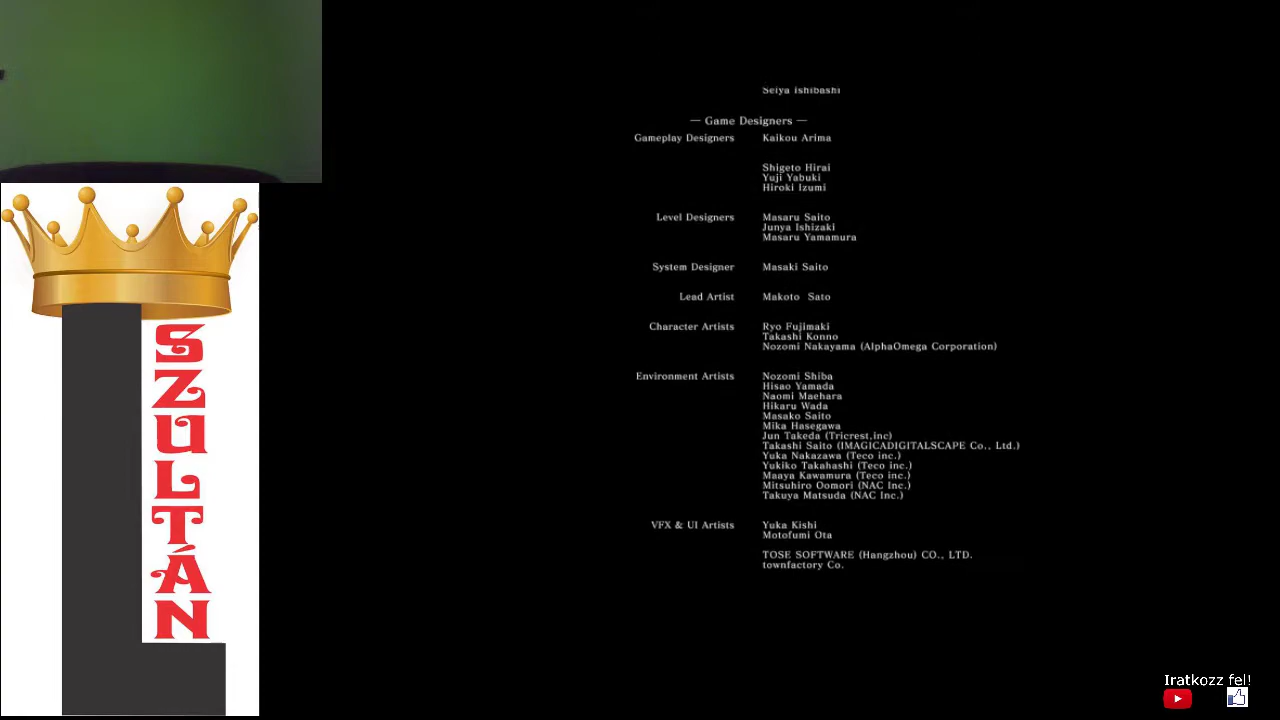 Seiya Ishibashi
— Game Designers —
Gameplay Designers Kaikou Arima
Shigeto Hirai
Yuji Yabuki
Hiroki Izumi
Level Designers Masaru Saito
Junya Ishizaki
Masaru Yamamura
System Designer Masaki Saito
Lead Artist Makoto Sato
Character Artists Ryo Fujimaki
Takashi Konno
Nozomi Nakayama (AlphaOmega Corporation)
Environment Artists Nozomi Shiba
Hisao Yamada
Naomi Maehara
Hikaru Wada
Masako Saito
Mika Hasegawa
Jun Takeda (Tricrest,inc)
Takashi Saito (IMAGICADIGITALSCAPE Co., Ltd.)
Yuka Nakazawa (Teco inc.)
Yukiko Takahashi (Teco inc.)
Maaya Kawamura (Teco inc.)
Mitsuhiro Oomori (NAC Inc.)
Takuya Matsuda (NAC Inc.)
VFX & UI Artists Yuka Kishi
Motofumi Ota
TOSE SOFTWARE (Hangzhou) CO., LTD.
townfactory Co.
L
SZULTÁN
Iratkozz fel!